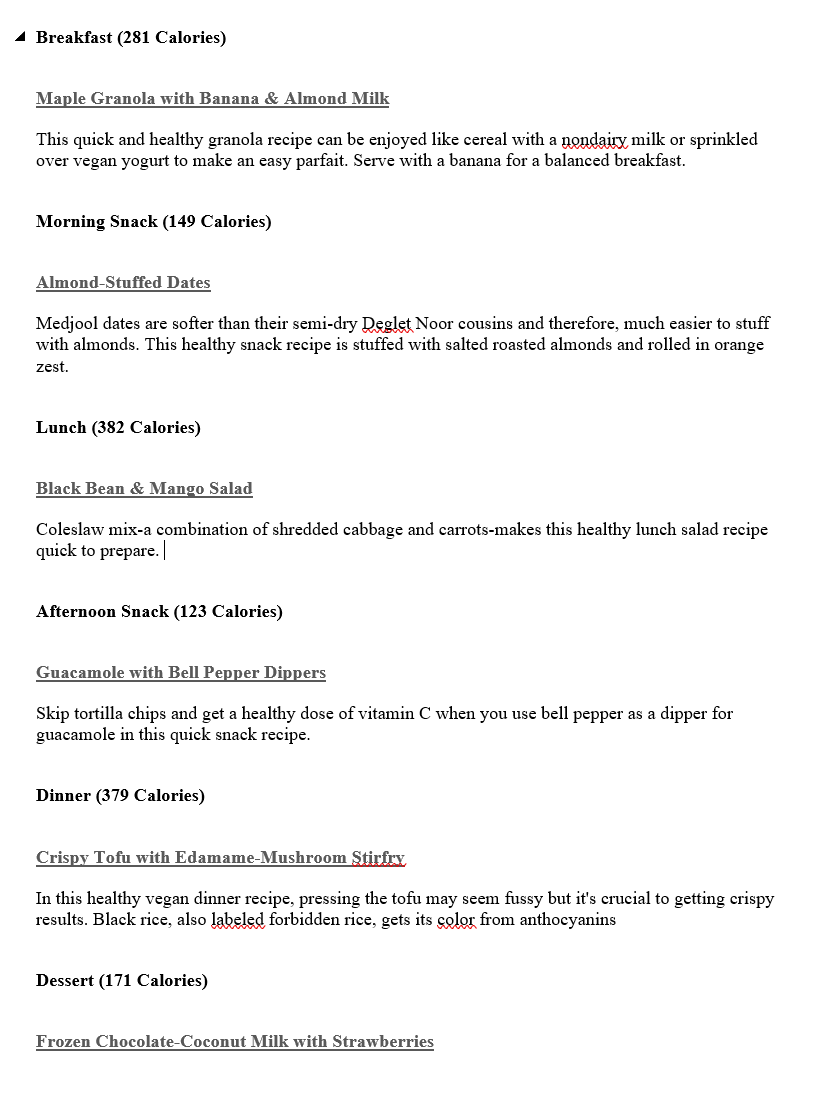 Breakfast (281 Calories)
Maple Granola with Banana & Almond Milk
This quick and healthy granola recipe can be enjoyed like cereal with a nondairy milk or sprinkled
over vegan yogurt to make an easy parfait. Serve with a banana for a balanced breakfast.
Morning Snack (149 Calories)
Almond-Stuffed Dates
Medjool dates are softer than their semi-dry Deglet Noor cousins and therefore, much easier to stuff
with almonds. This healthy snack recipe is stuffed with salted roasted almonds and rolled in orange
zest.
Lunch (382 Calories)
Black Bean & Mango Salad
Coleslaw mix-a combination of shredded cabbage and carrots-makes this healthy lunch salad recipe
quick to prepare.
Afternoon Snack (123 Calories)
Guacamole with Bell Pepper Dippers
Skip tortilla chips and get a healthy dose of vitamin C when you use bell pepper as a dipper for
guacamole in this quick snack recipe.
Dinner (379 Calories)
Crispy Tofu with Edamame-Mushroom Stirfry
In this healthy vegan dinner recipe, pressing the tofu may seem fussy but it's crucial to getting crispy
results. Black rice, also labeled forbidden rice, gets its color from anthocyanins
Dessert (171 Calories)
Frozen Chocolate-Coconut Milk with Strawberries